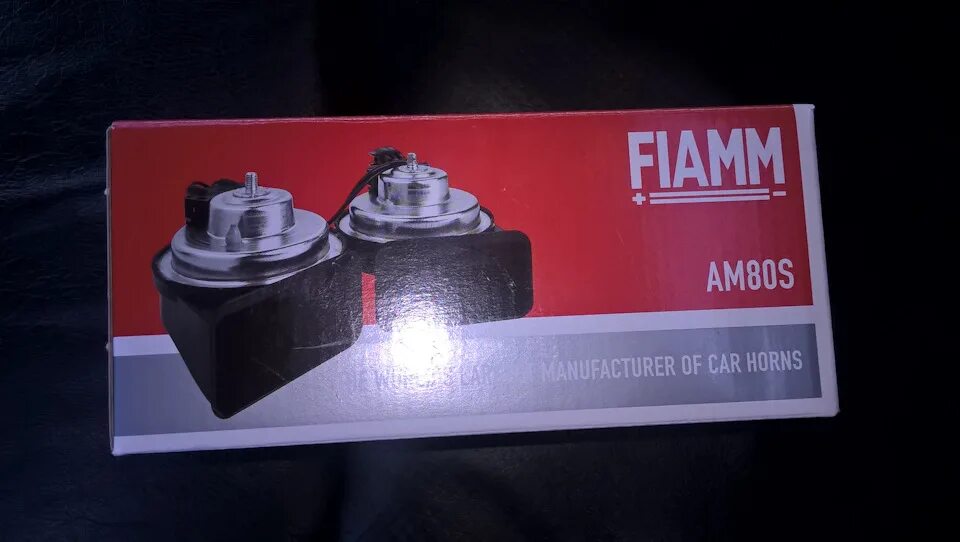 FIAMM
AM80S
MANUFACTURER OF CAR HORNS